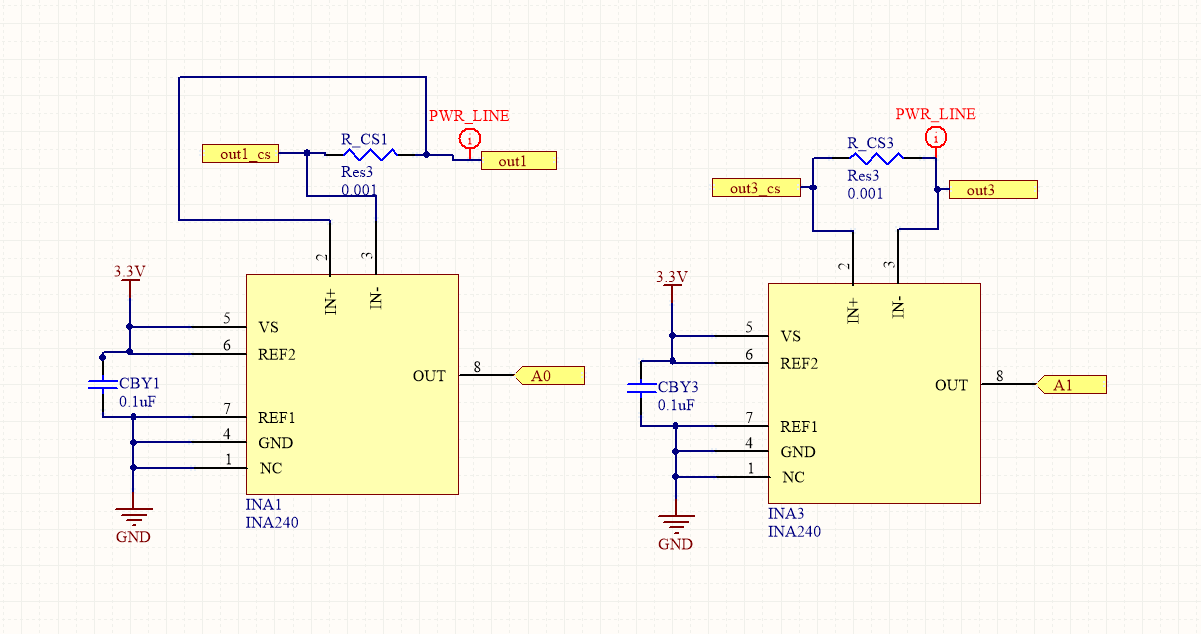 PWR_LINE
i
R_CS1
out1_cs
out1
Res3
0.001
2
3
3.3V
IN+
IN-
5
VS
6
REF2
CBY1
0.1uF
OUT
8
A0
7
REF1
4
GND
1
NC
INA1
INA240
GND
PWR_LINE
i
R_CS3
out3_cs
out3
Res3
0.001
2
3
3.3V
IN+
IN-
5
VS
6
REF2
CBY3
0.1uF
OUT
8
A1
7
REF1
4
GND
1
NC
INA3
INA240
GND